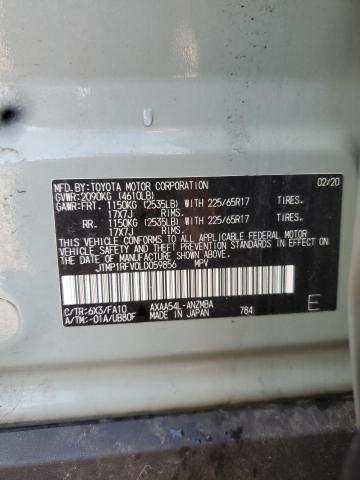 MFD.BY:TOYOTA MOTOR CORPORATION 02/20
GVWR:2090KG (4610LB)
GAWR:FRT. 1150KG (2535LB) WITH 225/65R17 TIRES.
17X7J RIMS.
RR. 1150KG (2535LB) WITH 225/65R17 TIRES.
17X7J RIMS.
THIS VEHICLE CONFORMS TO ALL APPLICABLE FEDERAL MOTOR
VEHICLE SAFETY AND BUMPER STANDARDS IN EFFECT ON THE
DATE OF MANUFACTURE SHOWN ABOVE.
JTMP1RFV0LD059856 MPV
C/TR:6X3/FA10 AXAA54L-ANZMBA E
A/TM:-01A/UB80F MADE IN JAPAN 784